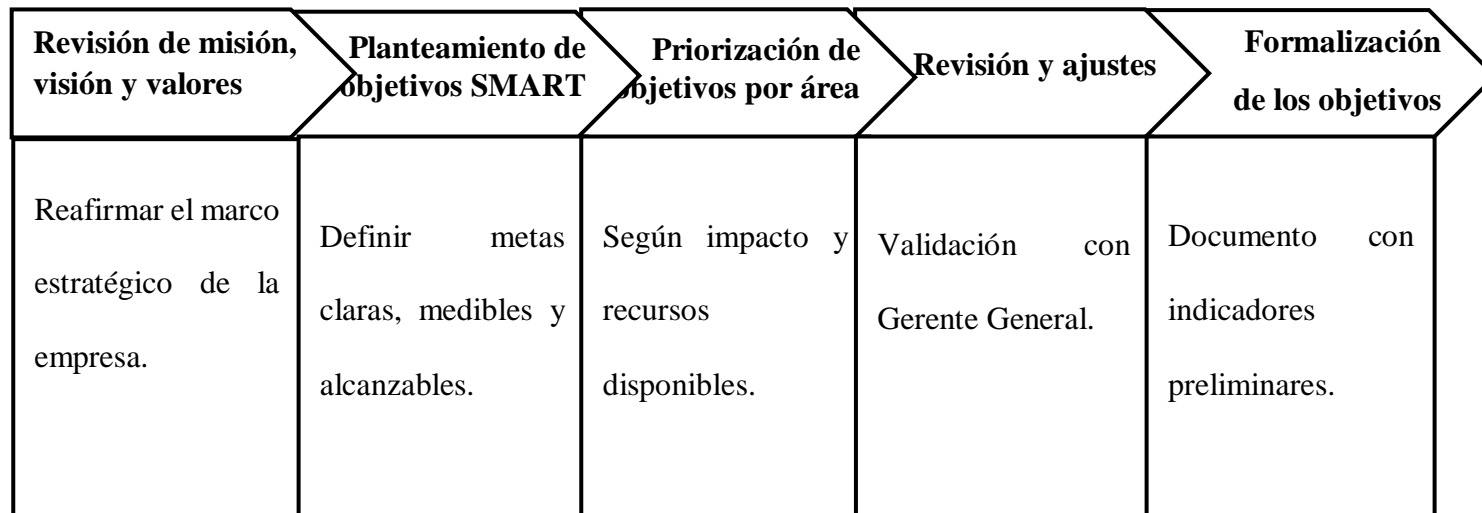 Revisión de misión,
visión y valores
Planteamiento de
objetivos SMART
Priorización de
objetivos por área
Revisión y ajustes
Formalización
de los objetivos
Reafirmar el marco
estratégico de la
empresa.
Definir metas
claras, medibles y
alcanzables.
Según impacto y
recursos
disponibles.
Validación con
Gerente General.
Documento con
indicadores
preliminares.